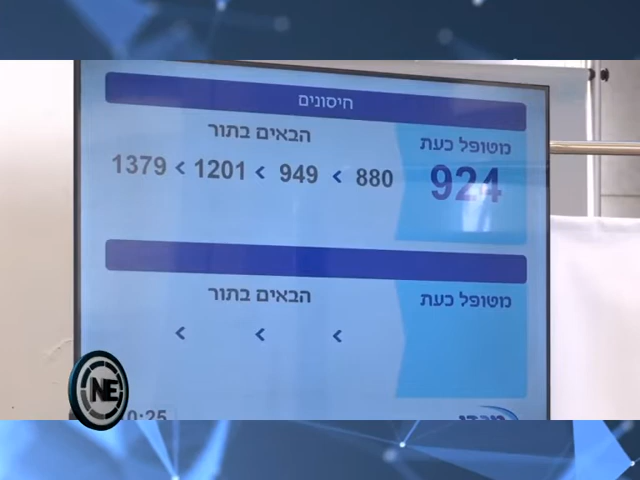 חיסונים
מטופל כעת
הבאים בתור
924
880 < 949 < 1201 < 1379
מטופל כעת
הבאים בתור
< < <
NE
0:25